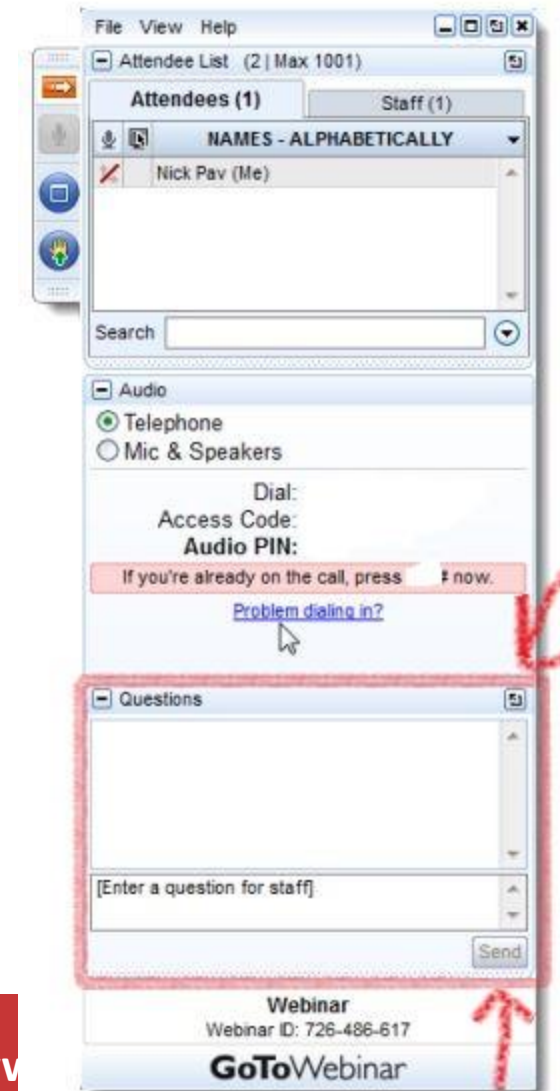 File View Help
Attendee List (2 | Max 1001)
Attendees (1) Staff (1)
NAMES - ALPHABETICALLY
Nick Pav (Me)
Search
Audio
Telephone
Mic & Speakers
Dial:
Access Code:
Audio PIN:
If you're already on the call, press # now.
Problem dialing in?
Questions
[Enter a question for staff]
Send
Webinar
Webinar ID: 726-486-617
GoToWebinar